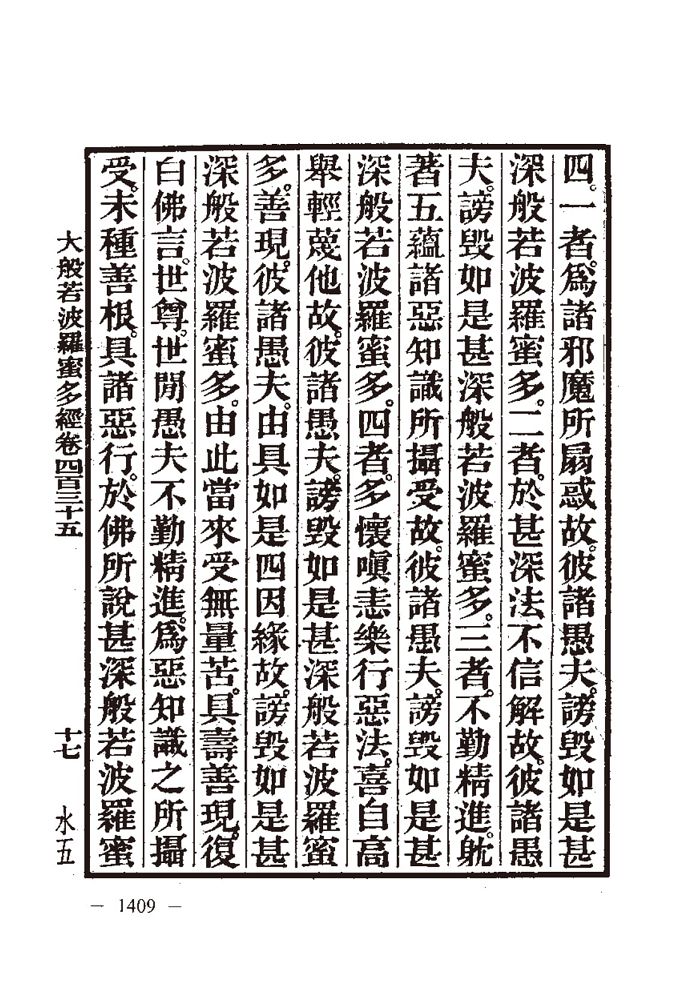 四。一者。爲諸邪魔所扇惑故。彼諸愚夫。謗毀如是甚
深般若波羅蜜多。二者。於甚深法不信解故。彼諸愚
夫。謗毀如是甚深般若波羅蜜多。三者。不勤精進。躭
著五蘊諸惡知識所攝受故。彼諸愚夫。謗毀如是甚
深般若波羅蜜多。四者。多懷嗔恚樂行惡法。喜自高
舉輕蔑他故。彼諸愚夫。謗毀如是甚深般若波羅蜜
多。善現。彼諸愚夫。由具如是四因緣故。謗毀如是甚
深般若波羅蜜多。由此當來受無量苦。具壽善現。復
白佛言。世尊。世間愚夫不勤精進。爲惡知識之所攝
受。未種善根。具諸惡行。於佛所說甚深般若波羅蜜
大般若波羅蜜多經卷四百三十五 十七 水五
— 1409 —